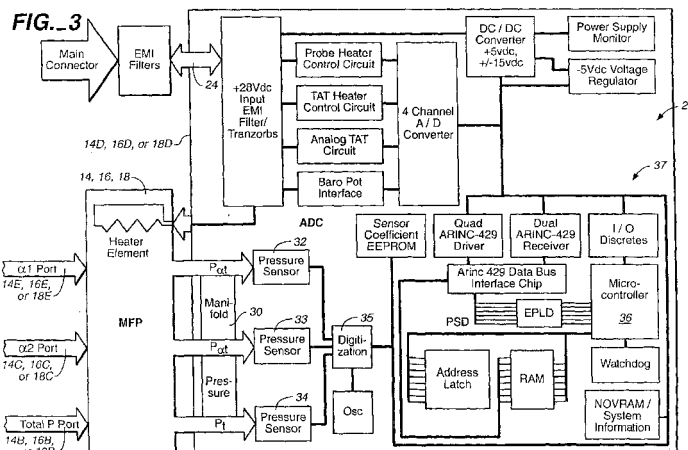 FIG._3
Main
Connector
EMI
Filters
24
+28Vdc
Input
EMI
Filter/
Tranzorbs
Probe Heater
Control Circuit
TAT Heater
Control Circuit
Analog TAT
Circuit
Baro Pot
Interface
4 Channel
A / D
Converter
DC / DC
Converter
+5vdc,
+/-15vdc
Power Supply
Monitor
-5Vdc Voltage
Regulator
2
37
14D, 16D, or 18D
14, 16, 18
Heater
Element
ADC
Sensor
Coefficient
EEPROM
Quad
ARINC-429
Driver
Dual
ARINC-429
Receiver
I / O
Discretes
Arinc 429 Data Bus
Interface Chip
Micro-
controller
36
EPLD
PSD
Watchdog
Address
Latch
RAM
NOVRAM /
System
Information
α1 Port
14E, 16E,
or 18E
α2 Port
14C, 16C,
or 18C
Total P Port
14B, 16B,
or 18B
MFP
Pαt
Mani-
fold
30
Pαt
Pres-
sure
Pt
32
Pressure
Sensor
33
Pressure
Sensor
34
Pressure
Sensor
35
Digiti-
zation
Osc